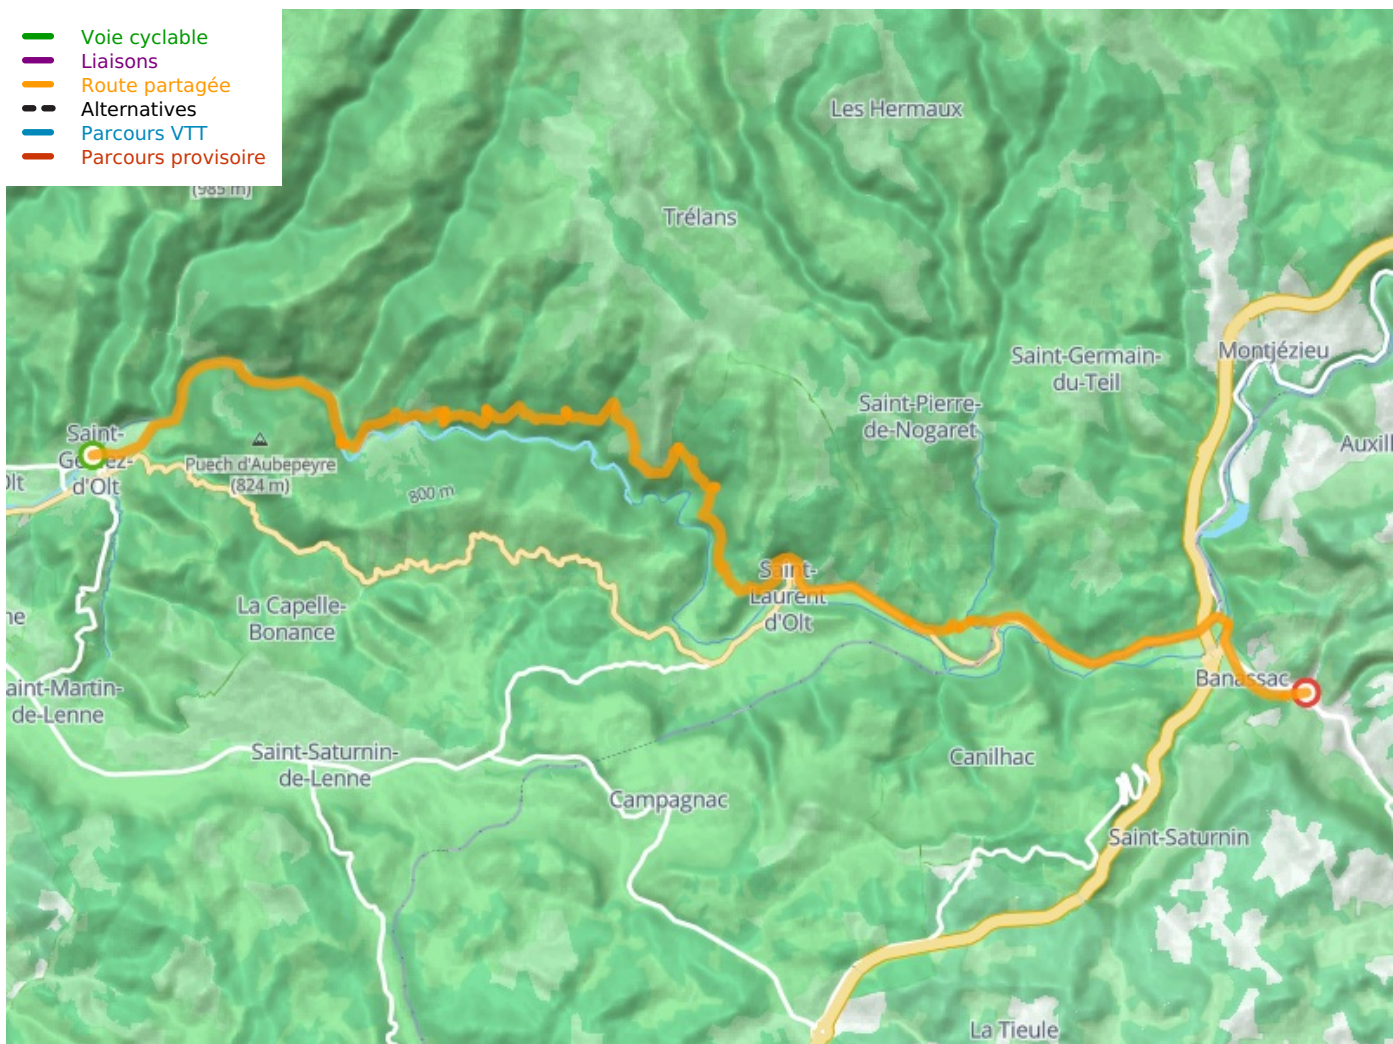 Voie cyclable
Liaisons
Route partagée
Alternatives
Parcours VTT
Parcours provisoire
(985 m)
Les Hermaux
Trélans
Montjézieu
Saint-Germain-
du-Teil
Saint-Pierre-
de-Nogaret
Saint-
d'Olt
Puech d'Aubepeyre
(824 m)
800 m
Saint-
Laurent
d'Olt
La Capelle-
Bonance
Banassac
aint-Martin-
de-Lenne
Saint-Saturnin-
de-Lenne
Canilhac
Campagnac
Saint-Saturnin
La Tieule